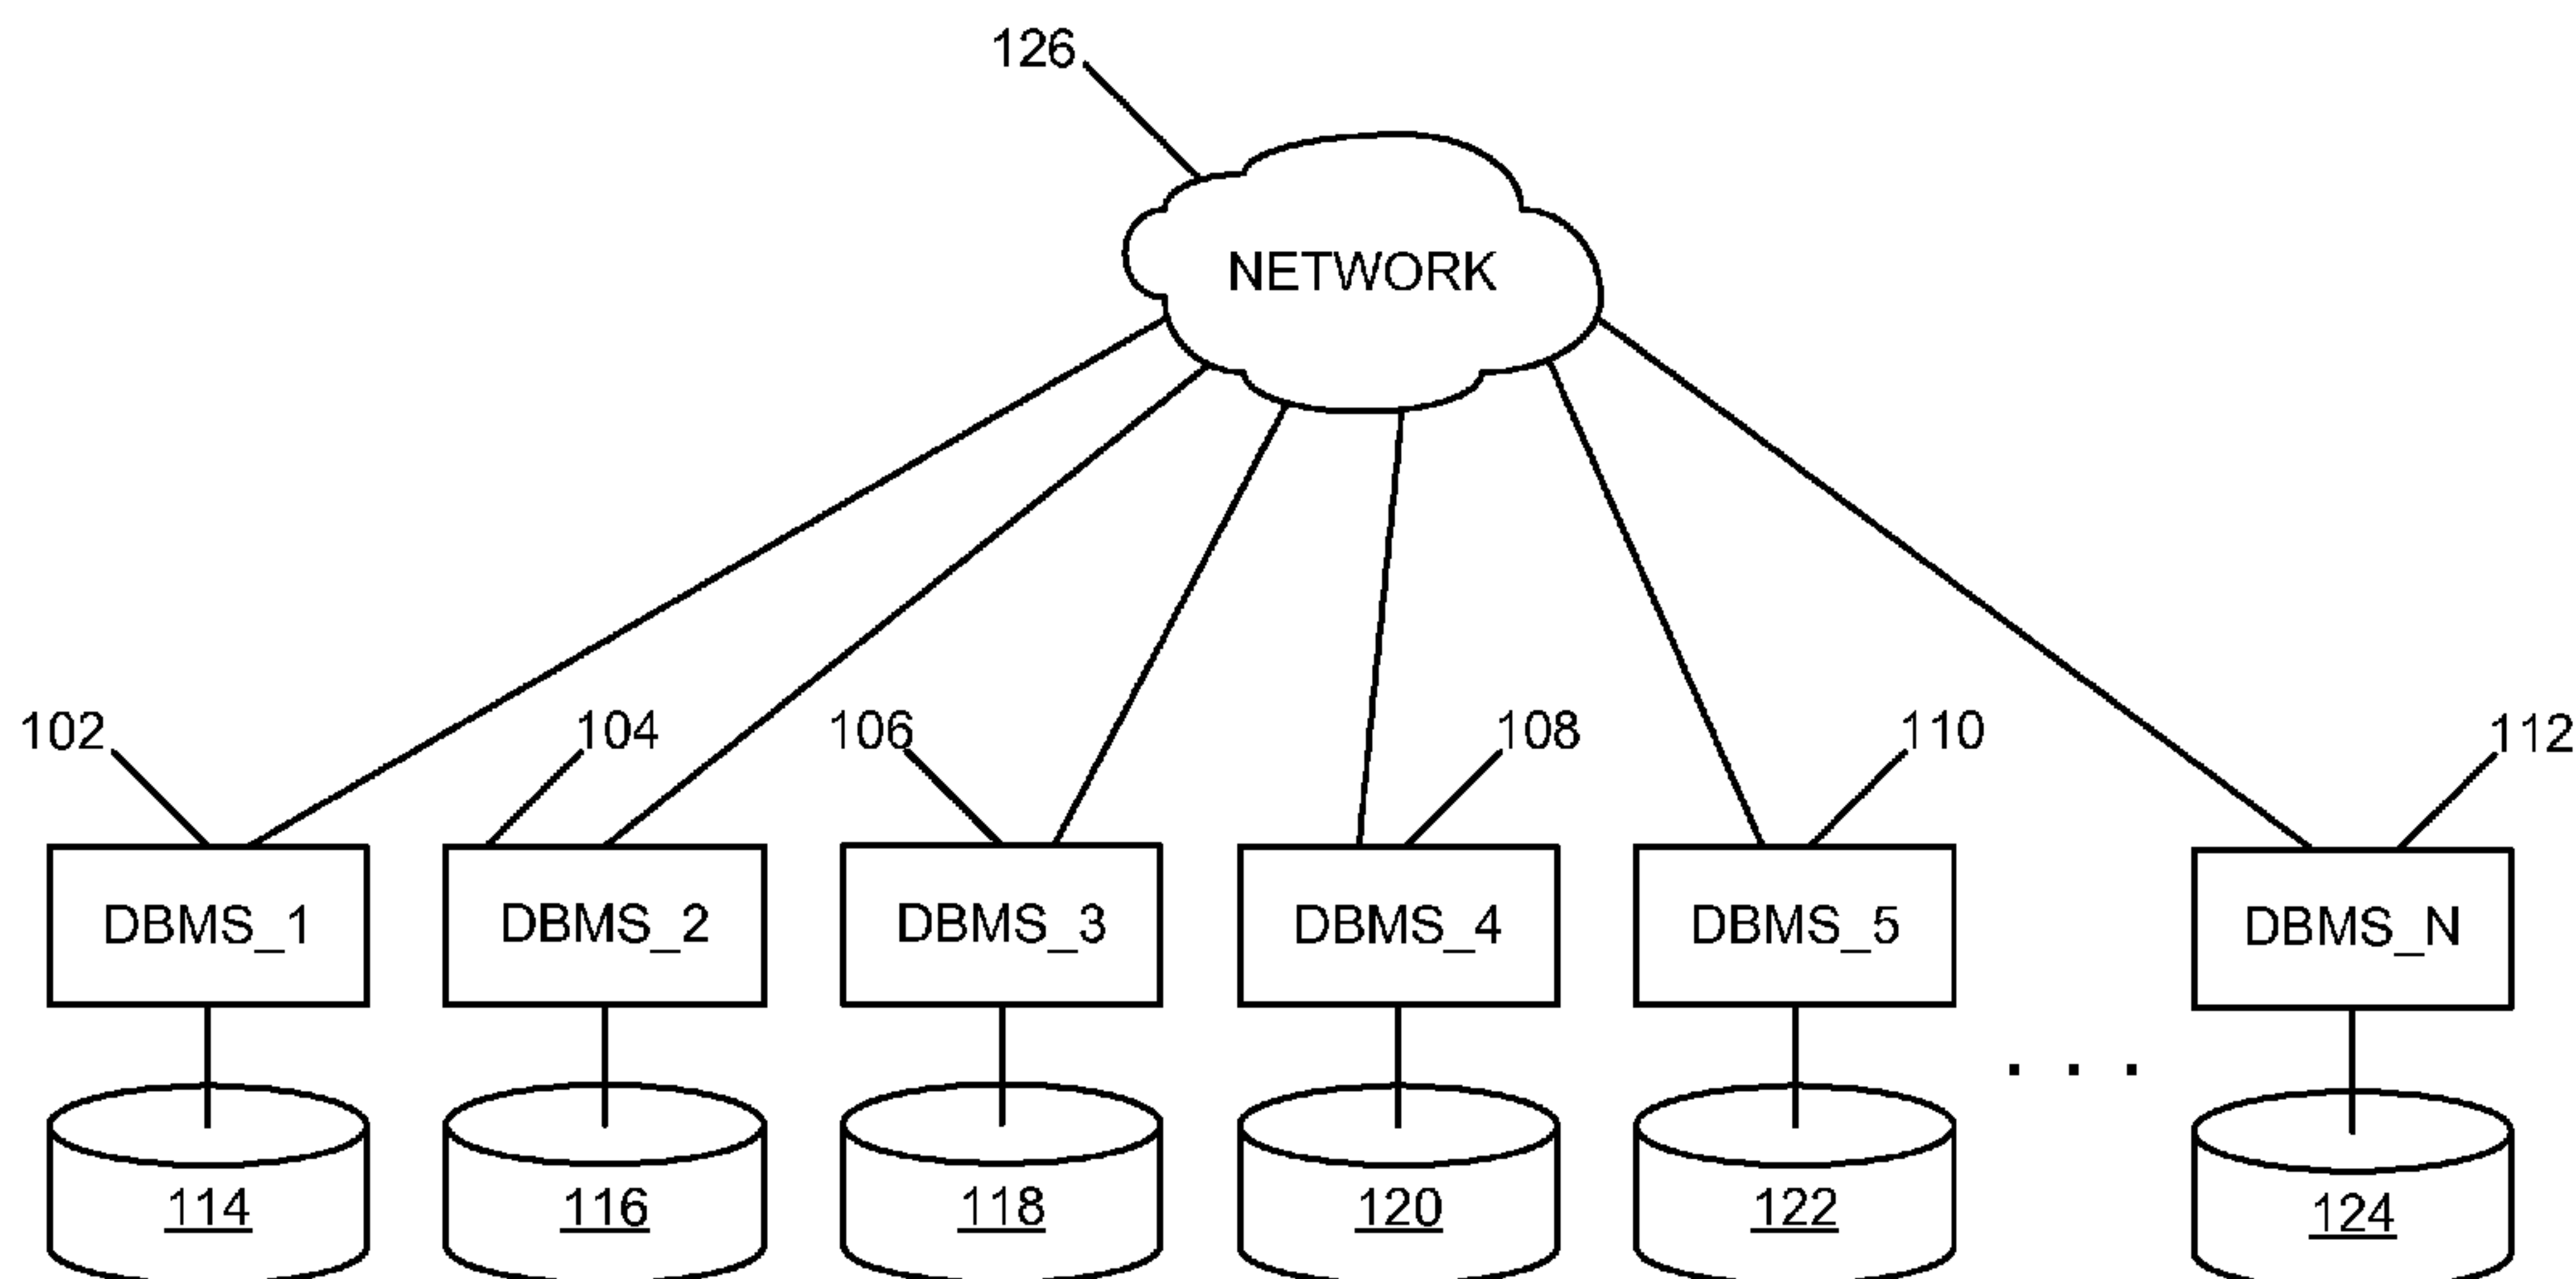 126
NETWORK
102
104
106
108
110
112
DBMS_1
DBMS_2
DBMS_3
DBMS_4
DBMS_5
DBMS_N
. . .
114
116
118
120
122
124